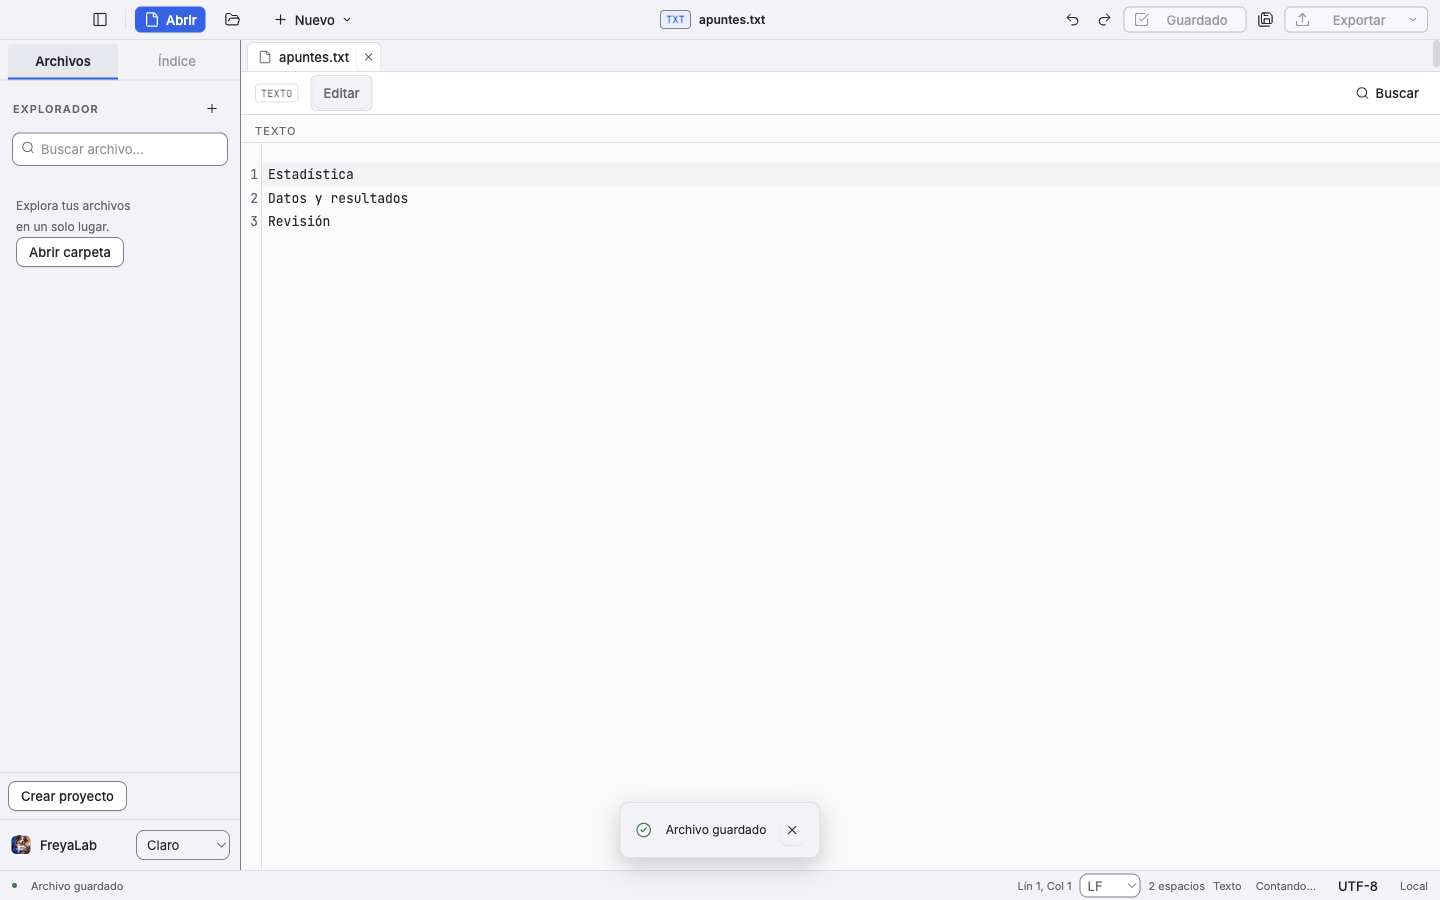 Abrir
Nuevo
TXT apuntes.txt
Guardado
Exportar
Archivos
Índice
apuntes.txt
TEXTO
Editar
Buscar
EXPLORADOR
Buscar archivo...
TEXTO
1 Estadística
2 Datos y resultados
3 Revisión
Explora tus archivos
en un solo lugar.
Abrir carpeta
Crear proyecto
FreyaLab
Claro
Archivo guardado
Archivo guardado
Lín 1, Col 1
LF
2 espacios
Texto
Contando...
UTF-8
Local